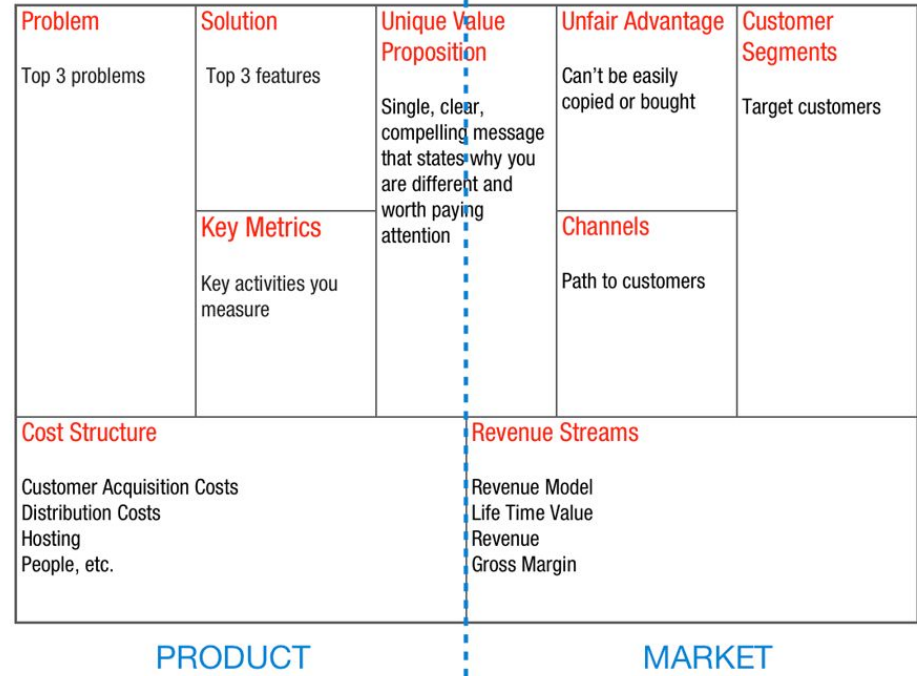 Problem
Top 3 problems
Solution
Top 3 features
Key Metrics
Key activities you
measure
Unique Value
Proposition
Single, clear,
compelling message
that states why you
are different and
worth paying
attention
Unfair Advantage
Can't be easily
copied or bought
Channels
Path to customers
Customer
Segments
Target customers
Cost Structure
Customer Acquisition Costs
Distribution Costs
Hosting
People, etc.
Revenue Streams
Revenue Model
Life Time Value
Revenue
Gross Margin
PRODUCT
MARKET